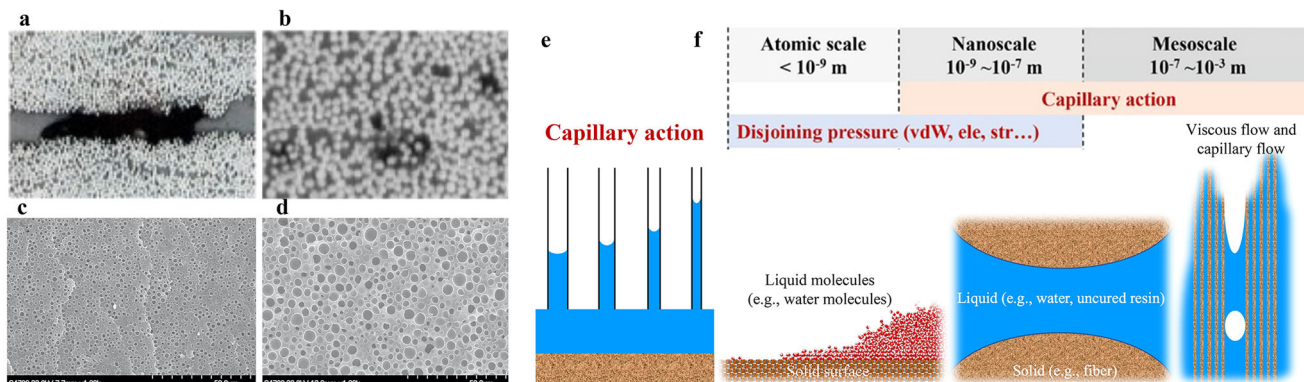 a
b
c
d
e
f
Capillary action
Atomic scale
< 10⁻⁹ m
Nanoscale
10⁻⁹ ~10⁻⁷ m
Mesoscale
10⁻⁷ ~10⁻³ m
Capillary action
Disjoining pressure (vdW, ele, str…)
Viscous flow and
capillary flow
Liquid molecules
(e.g., water molecules)
Solid surface
Liquid (e.g., water, uncured resin)
Solid (e.g., fiber)